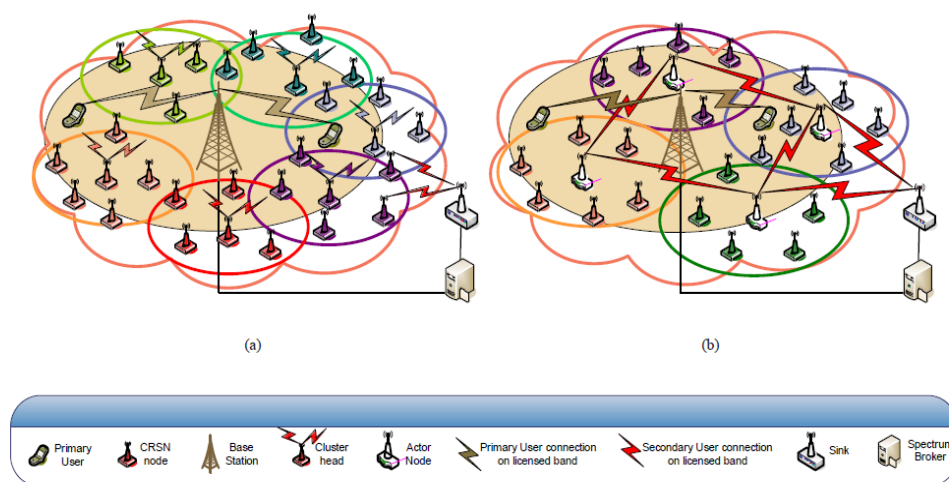 (a)
(b)
Primary
User
CRSN
node
Base
Station
Cluster
head
Actor
Node
Primary User connection
on licensed band
Secondary User connection
on licensed band
Sink
Spectrum
Broker